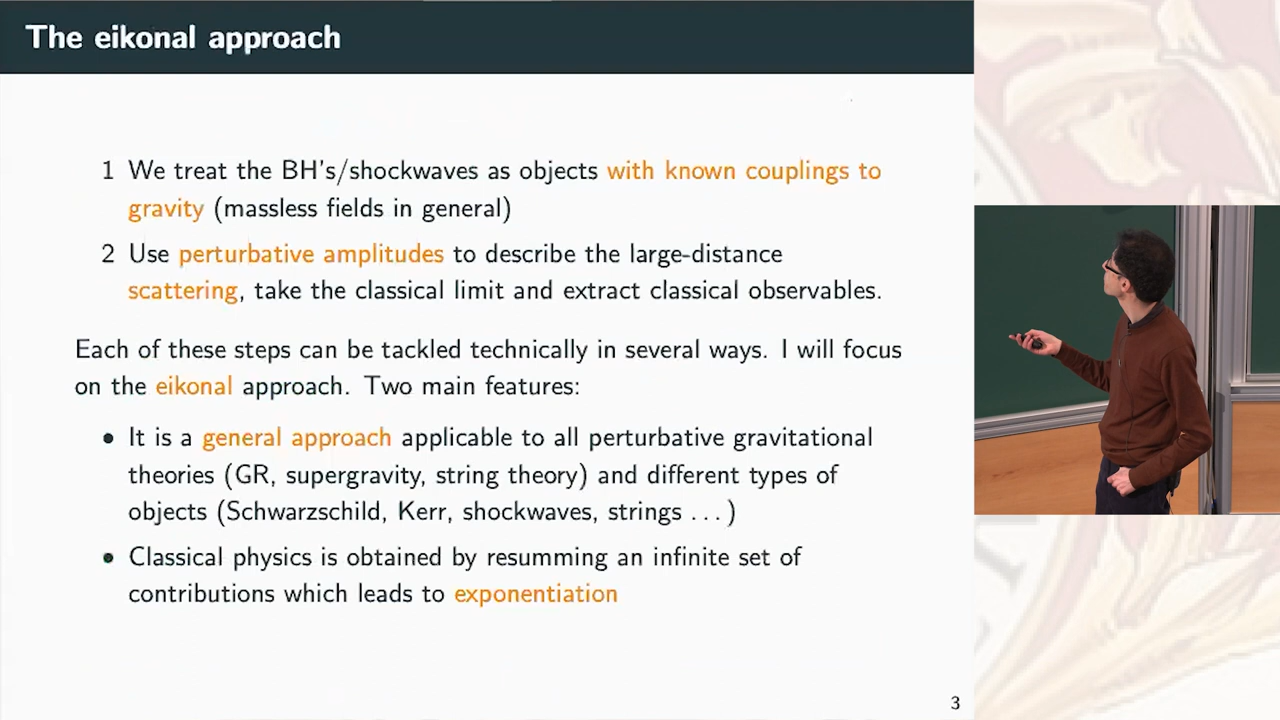 The eikonal approach
1 We treat the BH's/shockwaves as objects with known couplings to
gravity (massless fields in general)
2 Use perturbative amplitudes to describe the large-distance
scattering, take the classical limit and extract classical observables.
Each of these steps can be tackled technically in several ways. I will focus
on the eikonal approach. Two main features:
• It is a general approach applicable to all perturbative gravitational
theories (GR, supergravity, string theory) and different types of
objects (Schwarzschild, Kerr, shockwaves, strings ...)
• Classical physics is obtained by resumming an infinite set of
contributions which leads to exponentiation
3